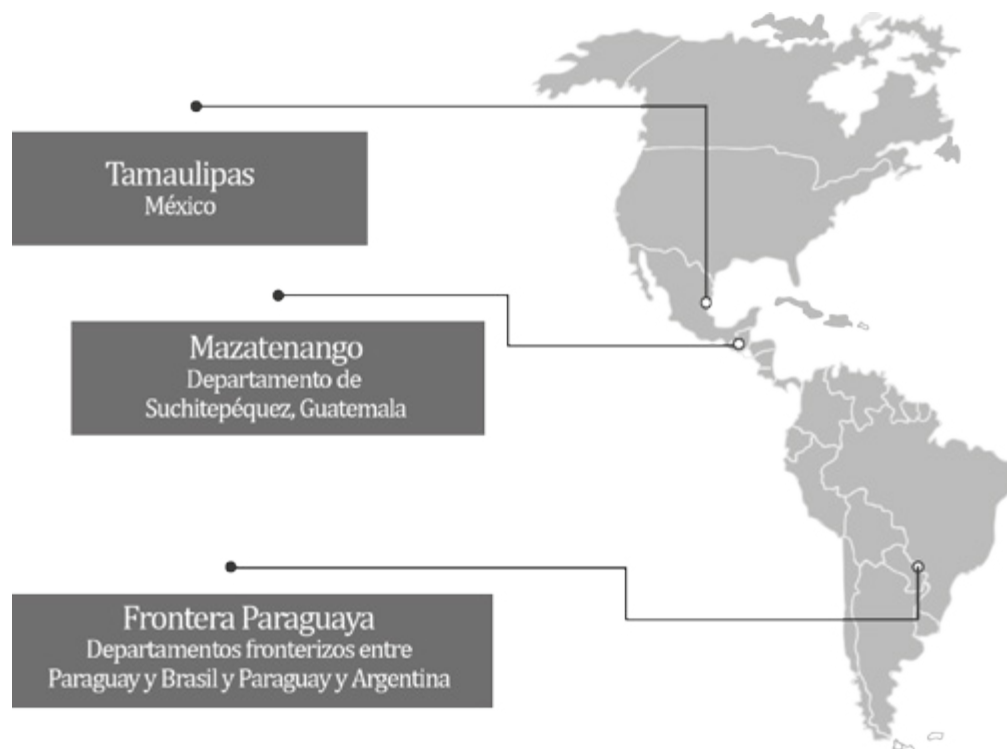 Tamaulipas
México
Mazatenango
Departamento de
Suchitepéquez, Guatemala
Frontera Paraguaya
Departamentos fronterizos entre
Paraguay y Brasil y Paraguay y Argentina